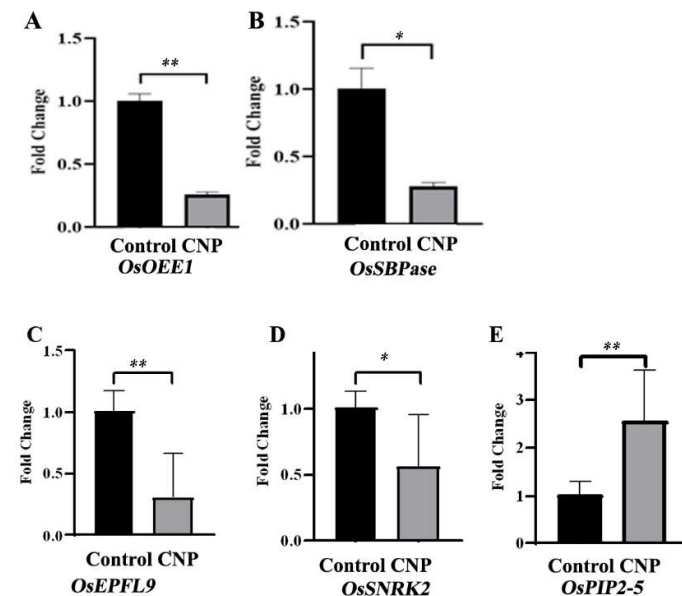 A
1.5
1.0
0.5
0.0
Fold Change
**
Control CNP
OsOEE1
B
1.5
1.0
0.5
0.0
Fold Change
*
Control CNP
OsSBPase
C
1.5
1.0
0.5
0.0
Fold Change
**
Control CNP
OsEPFL9
D
1.0
0.5
0.0
Fold Change
*
Control CNP
OsSNRK2
E
4
3
2
1
0
Fold Change
**
Control CNP
OsPIP2-5